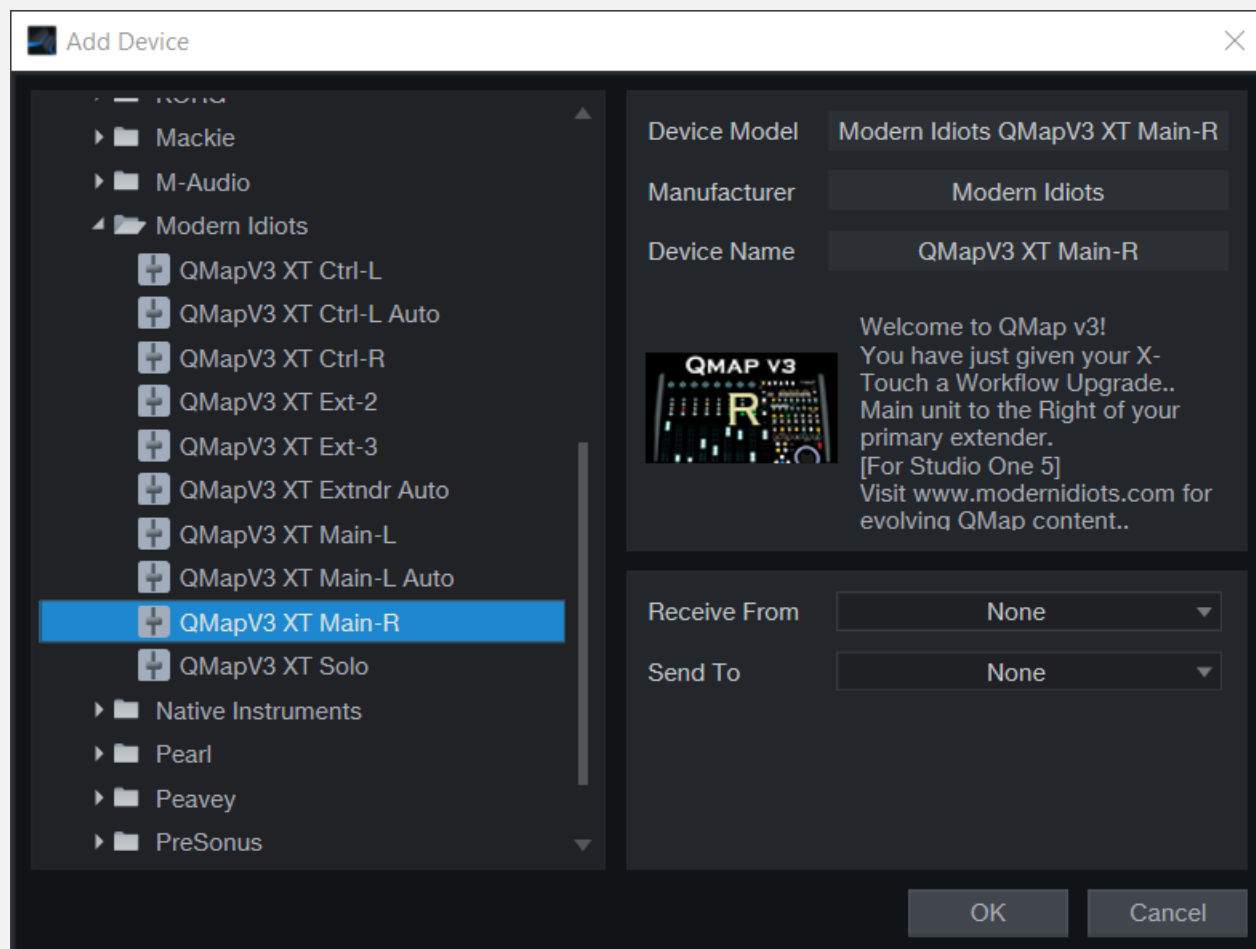 Add Device
Mackie
M-Audio
Modern Idiots
QMapV3 XT Ctrl-L
QMapV3 XT Ctrl-L Auto
QMapV3 XT Ctrl-R
QMapV3 XT Ext-2
QMapV3 XT Ext-3
QMapV3 XT Extndr Auto
QMapV3 XT Main-L
QMapV3 XT Main-L Auto
QMapV3 XT Main-R
QMapV3 XT Solo
Native Instruments
Pearl
Peavey
PreSonus
Device Model Modern Idiots QMapV3 XT Main-R
Manufacturer Modern Idiots
Device Name QMapV3 XT Main-R
QMAP V3
R
Welcome to QMap v3!
You have just given your X-
Touch a Workflow Upgrade..
Main unit to the Right of your
primary extender.
[For Studio One 5]
Visit www.modernidiots.com for
evolving QMap content..
Receive From None
Send To None
OK Cancel